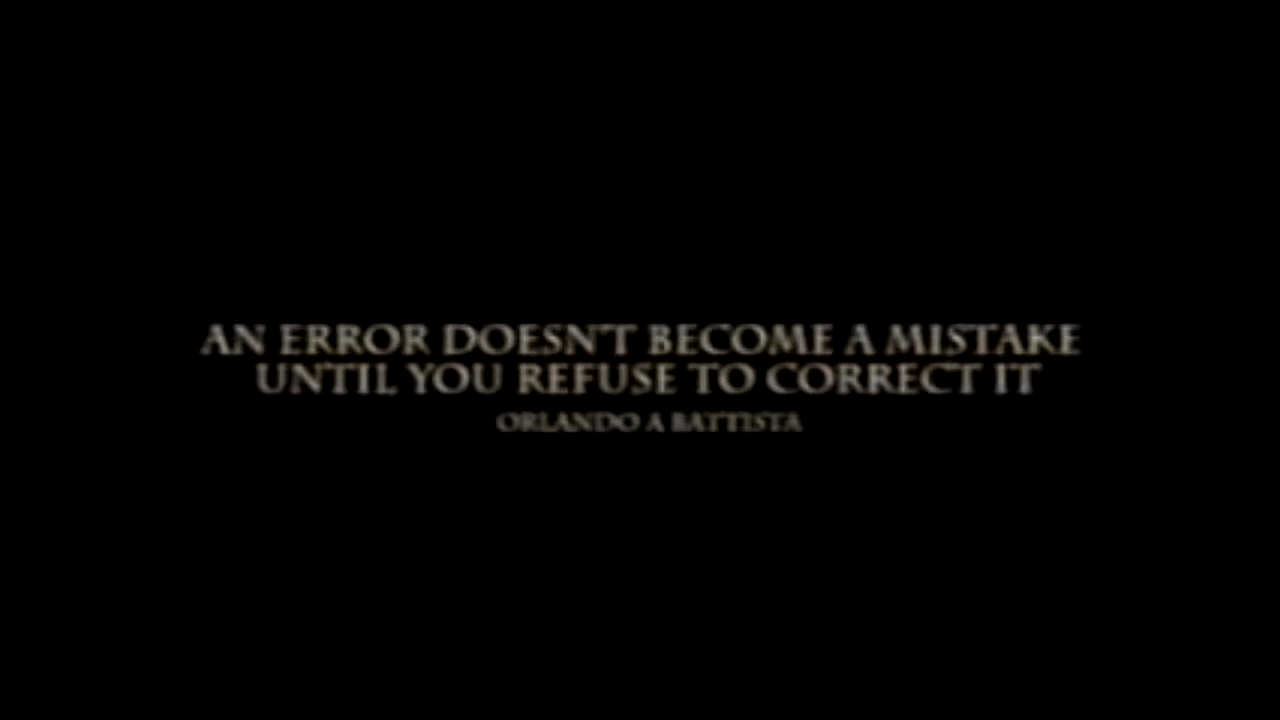 AN ERROR DOESN'T BECOME A MISTAKE
UNTIL YOU REFUSE TO CORRECT IT
ORLANDO A BATTISTA